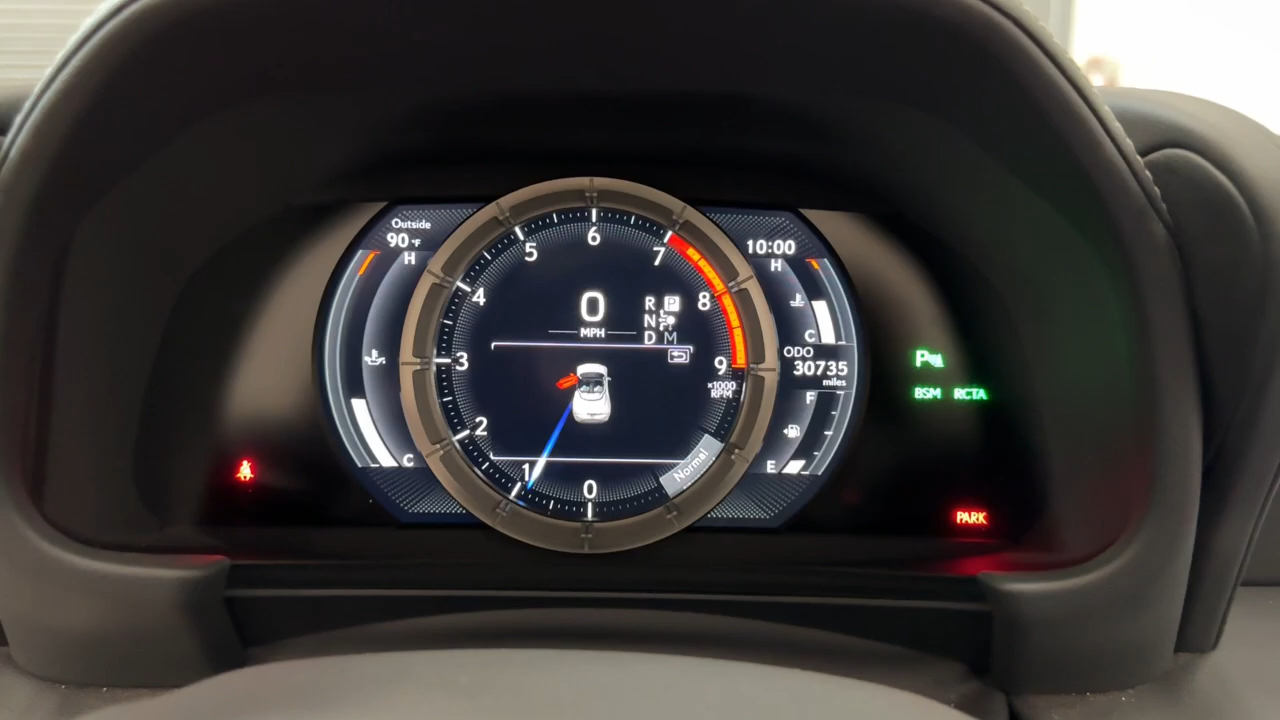 Outside
90 °F
H
C
6
5
7
4
8
3
9
2
1
0
0
MPH
R P
N
D M
×1000
RPM
Normal
10:00
H
C
ODO
30735
miles
F
E
P
BSM RCTA
PARK